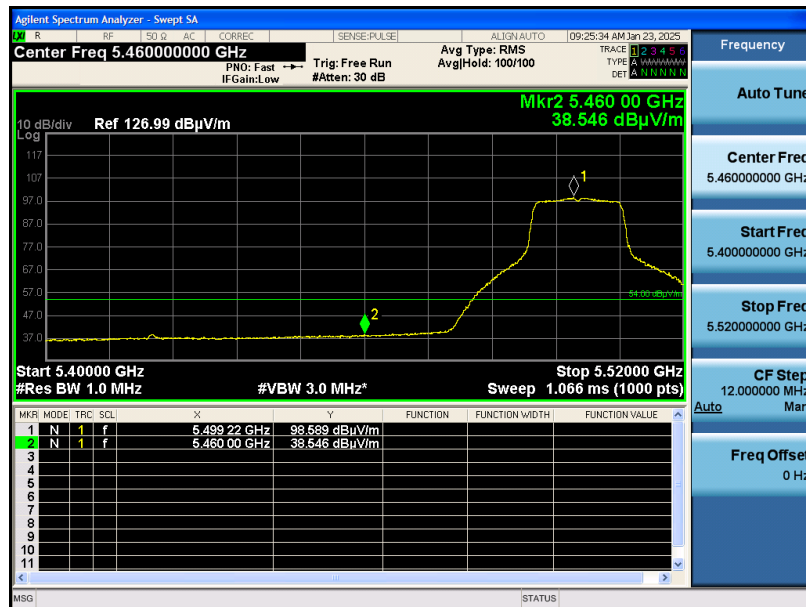 Agilent Spectrum Analyzer - Swept SA
LXI R RF 50 Ω AC CORREC SENSE:PULSE ALIGN AUTO 09:25:34 AM Jan 23, 2025
Center Freq 5.460000000 GHz
PNO: Fast
IFGain:Low
Trig: Free Run
#Atten: 30 dB
Avg Type: RMS
Avg|Hold: 100/100
TRACE 1 2 3 4 5 6
TYPE A WWWWW
DET A N N N N N
Mkr2 5.460 00 GHz
38.546 dBµV/m
10 dB/div Ref 126.99 dBµV/m
Log
117
107
97.0
87.0
77.0
67.0
57.0
47.0
37.0
1
2
54.00 dBµV/m
Start 5.40000 GHz Stop 5.52000 GHz
#Res BW 1.0 MHz #VBW 3.0 MHz* Sweep 1.066 ms (1000 pts)
MKR MODE TRC SCL X Y FUNCTION FUNCTION WIDTH FUNCTION VALUE
1 N 1 f 5.499 22 GHz 98.589 dBµV/m
2 N 1 f 5.460 00 GHz 38.546 dBµV/m
3
4
5
6
7
8
9
10
11
MSG STATUS
Frequency
Auto Tune
Center Freq
5.460000000 GHz
Start Freq
5.400000000 GHz
Stop Freq
5.520000000 GHz
CF Step
12.000000 MHz
Auto Man
Freq Offset
0 Hz